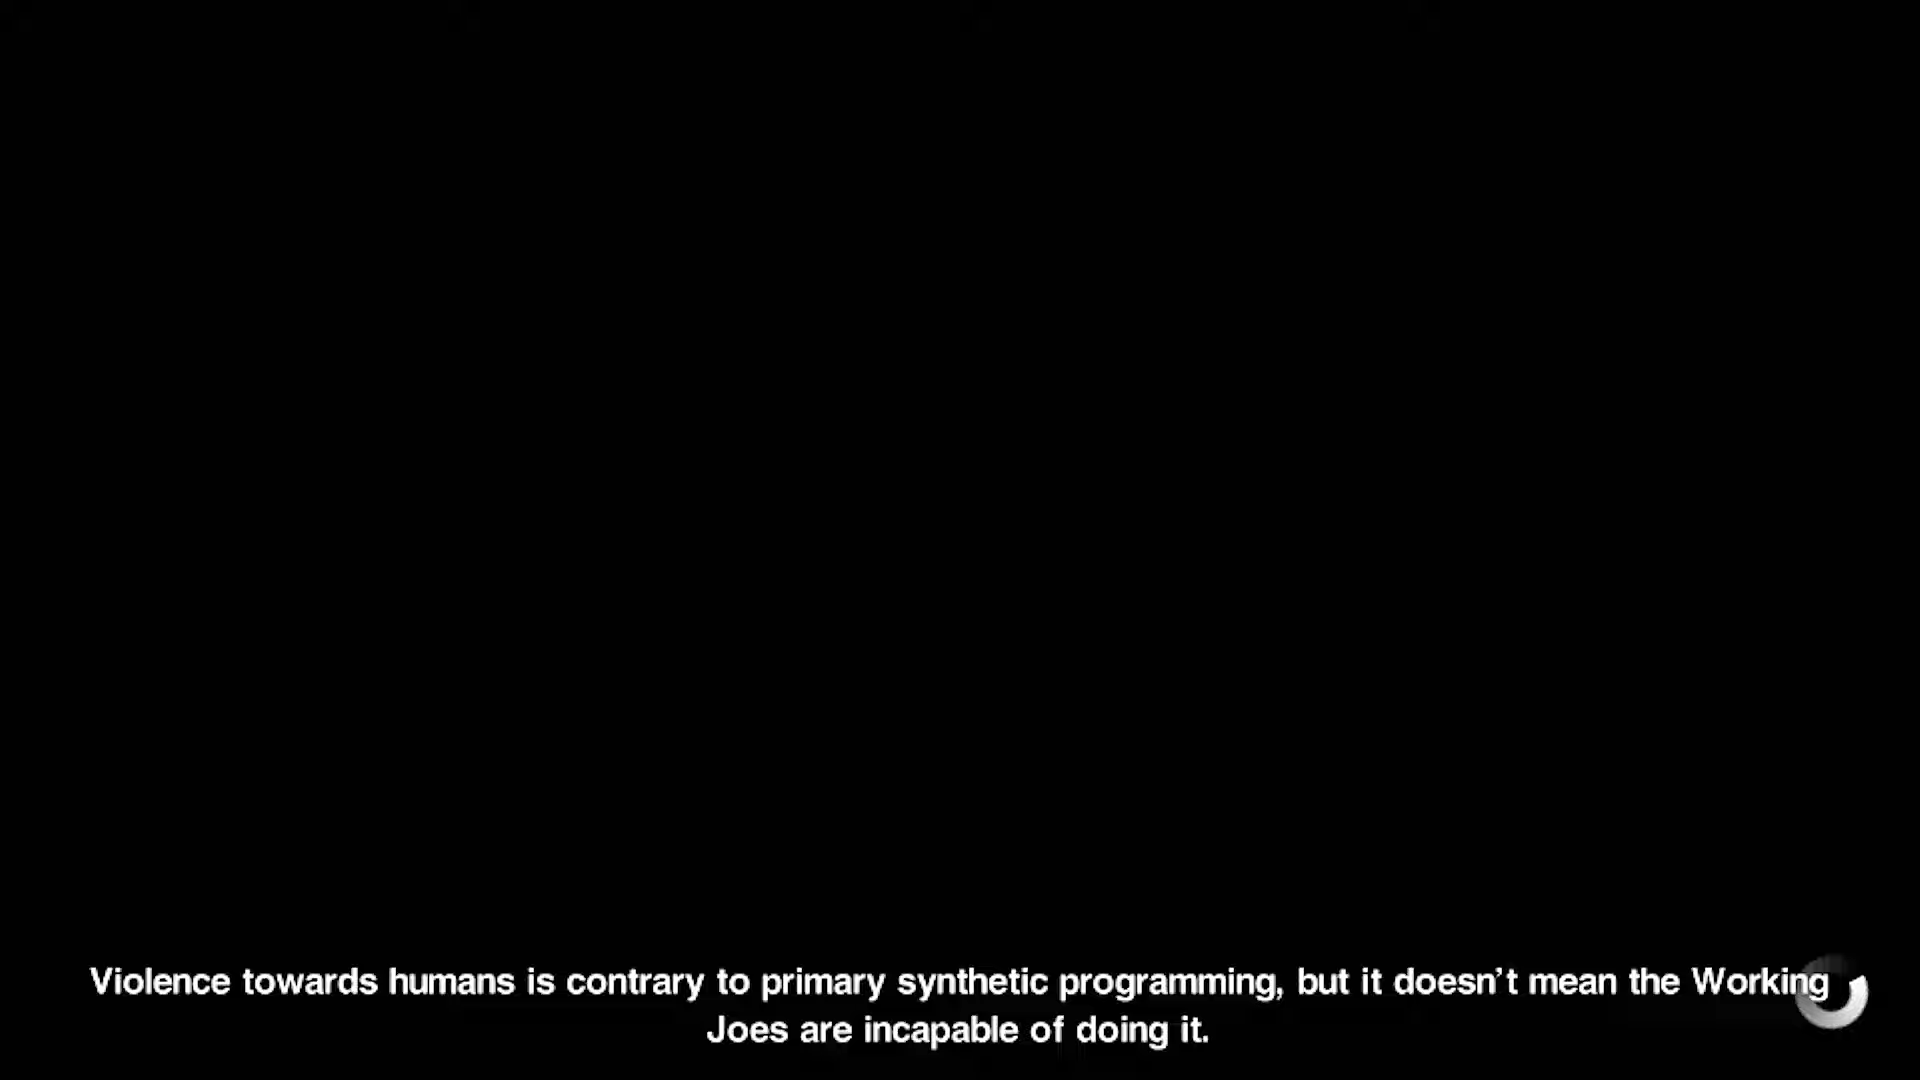 Violence towards humans is contrary to primary synthetic programming, but it doesn’t mean the Working
Joes are incapable of doing it.